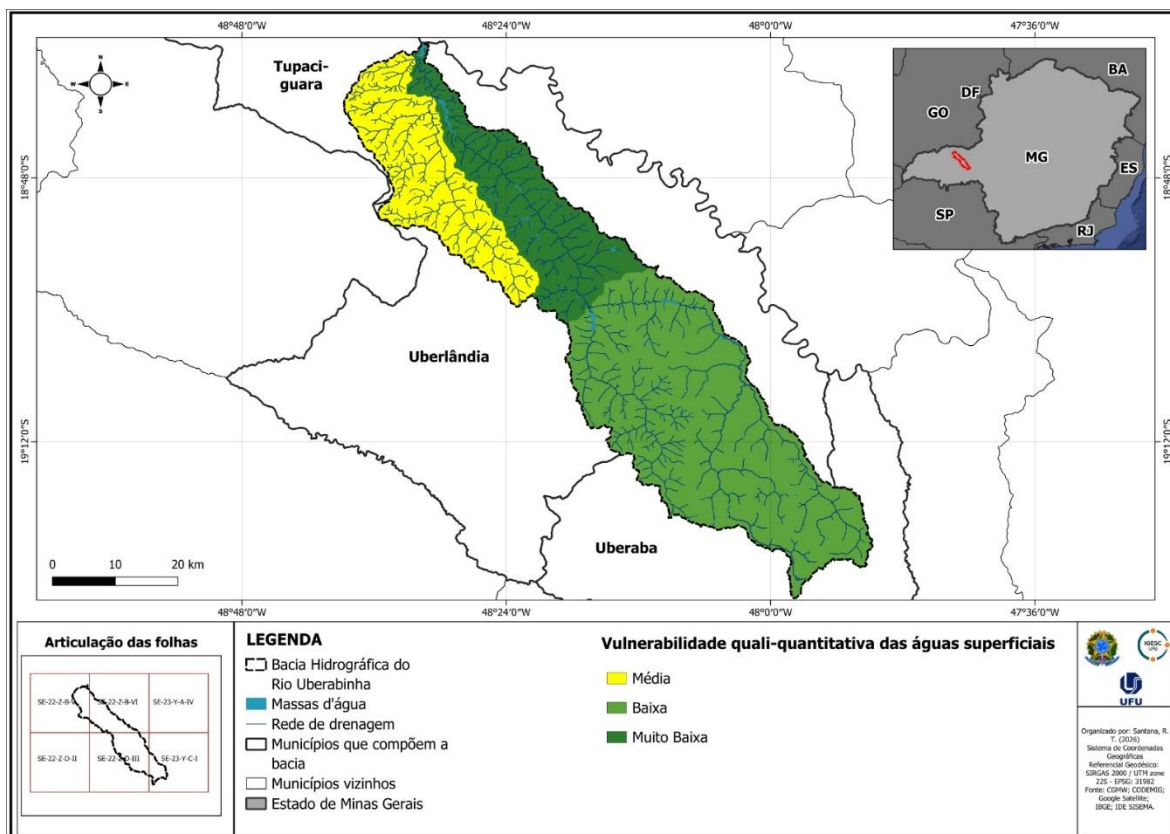 48°48'0"W 48°24'0"W 48°0'0"W 47°36'0"W
N
W E
S
Tupaci-
guara
BA
DF
GO
MG
ES
SP
RJ
18°48'0"S 18°48'0"S
Uberlândia
19°12'0"S 19°12'0"S
Uberaba
0 10 20 km
48°48'0"W 48°24'0"W 48°0'0"W 47°36'0"W
Articulação das folhas
SE-23-Y-A-IV
SE-22-Z-D-II
SE-23-Y-C-I
LEGENDA
Bacia Hidrográfica do
Rio Uberabinha
Massas d'água
Rede de drenagem
Municípios que compõem a
bacia
Municípios vizinhos
Estado de Minas Gerais
Vulnerabilidade quali-quantitativa das águas superficiais
Média
Baixa
Muito Baixa
IGESC
UFU
UFU
Organizado por: Santana, R.
T. (2026)
Sistema de Coordenadas
Geográficas
Referencial Geodésico:
SIRGAS 2000 / UTM zone
22S - EPSG: 31982
Fonte: CGMW; CODEMIG;
Google Satellite;
IBGE; IDE SISEMA.